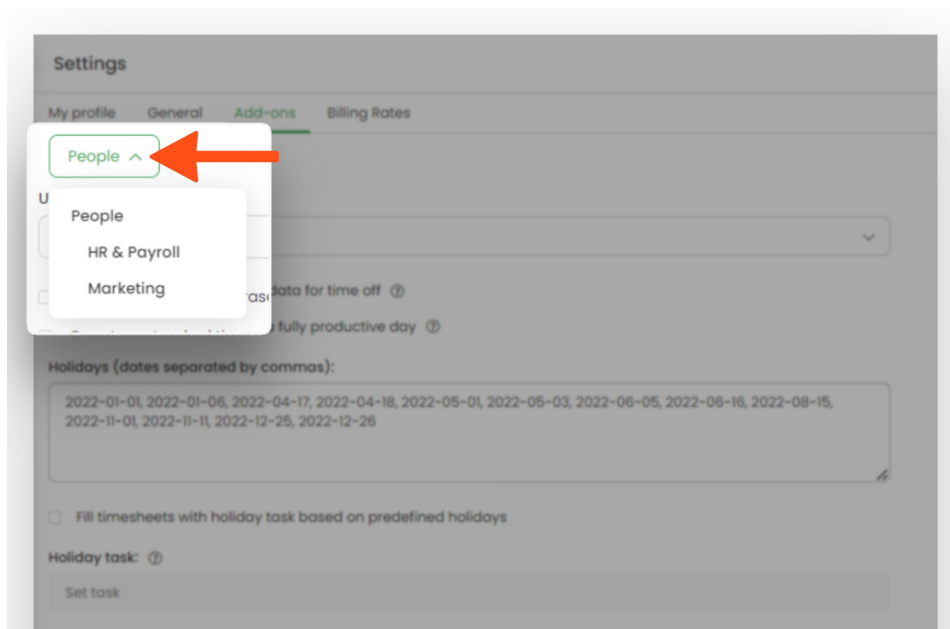 Settings
My profile General Add-ons Billing Rates
People
U
People
HR & Payroll
Marketing
data for time off
fully productive day
Holidays (dates separated by commas):
2022-01-01, 2022-01-06, 2022-04-17, 2022-04-18, 2022-05-01, 2022-05-03, 2022-06-05, 2022-06-16, 2022-08-15,
2022-11-01, 2022-11-11, 2022-12-25, 2022-12-26
Fill timesheets with holiday task based on predefined holidays
Holiday task:
Set task